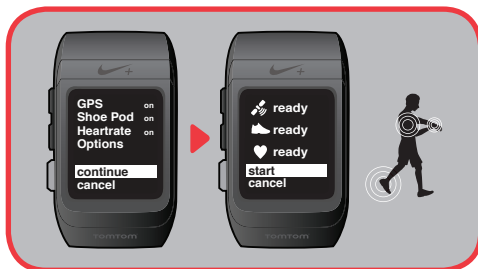 +
GPS on
Shoe Pod on
Heartrate on
Options
continue
cancel
TOMTOM
+
ready
ready
ready
start
cancel
TOMTOM